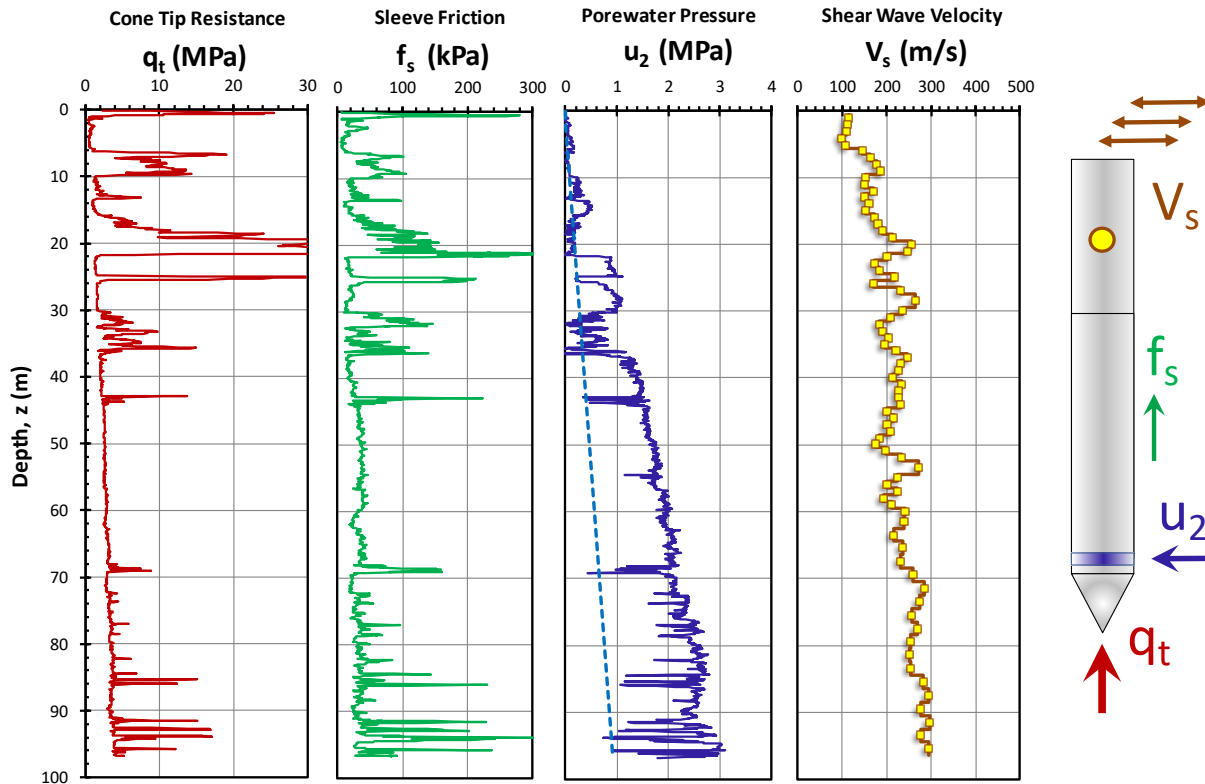 Cone Tip Resistance
qt (MPa)
Sleeve Friction
fs (kPa)
Porewater Pressure
u2 (MPa)
Shear Wave Velocity
Vs (m/s)
0 10 20 30
0 100 200 300
0 1 2 3 4
0 100 200 300 400 500
Depth, z (m)
0
10
20
30
40
50
60
70
80
90
100
Vs
fs
u2
qt